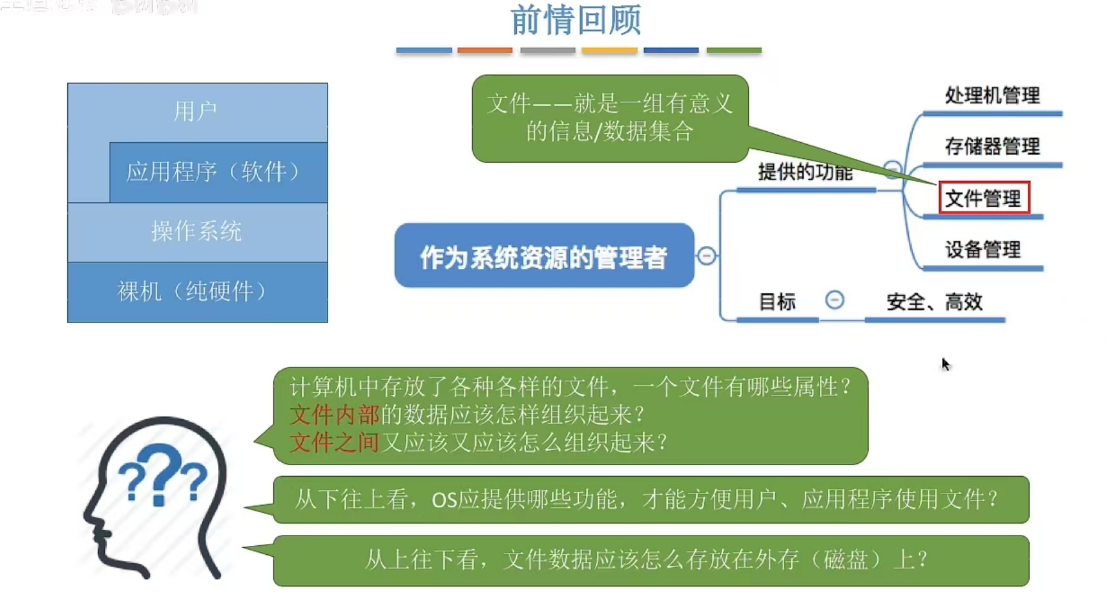 前情回顾
用户
应用程序（软件）
操作系统
裸机（纯硬件）
文件——就是一组有意义
的信息/数据集合
作为系统资源的管理者
提供的功能
处理机管理
存储器管理
文件管理
设备管理
目标
安全、高效
计算机中存放了各种各样的文件，一个文件有哪些属性？
文件内部的数据应该怎样组织起来？
文件之间又应该又应该怎么组织起来？
???
从下往上看，OS应提供哪些功能，才能方便用户、应用程序使用文件？
从上往下看，文件数据应该怎么存放在外存（磁盘）上？